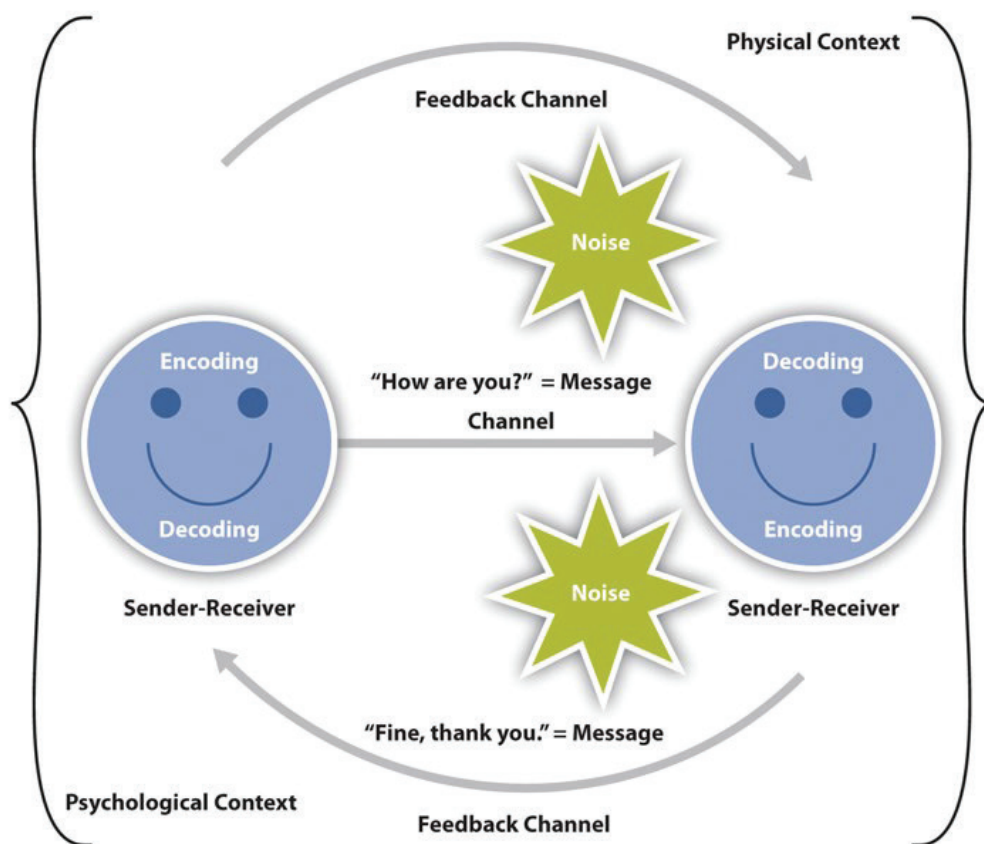 Physical Context
Feedback Channel
Noise
Encoding
Decoding
“How are you?” = Message
Channel
Decoding
Encoding
Noise
Sender-Receiver
Sender-Receiver
“Fine, thank you.” = Message
Psychological Context
Feedback Channel